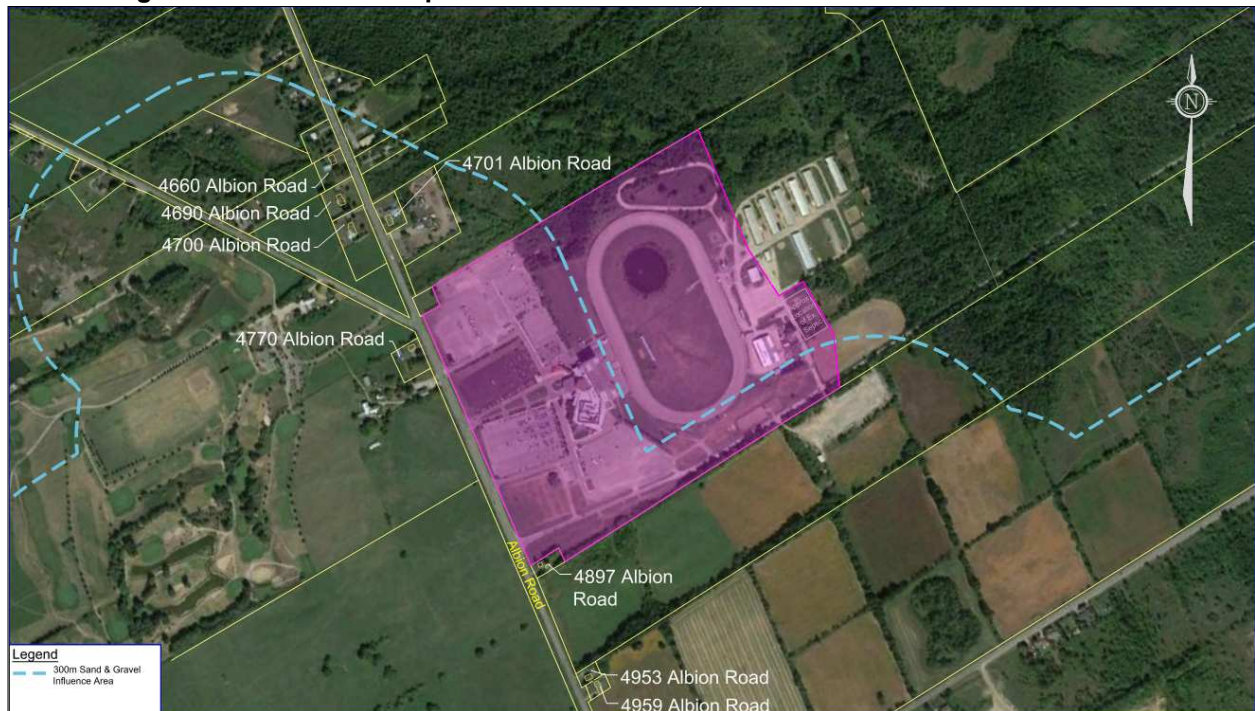 N
4701 Albion Road
4660 Albion Road
4690 Albion Road
4700 Albion Road
4770 Albion Road
Albion Road
4897 Albion
Road
4953 Albion Road
4959 Albion Road
Legend
300m Sand & Gravel
Influence Area